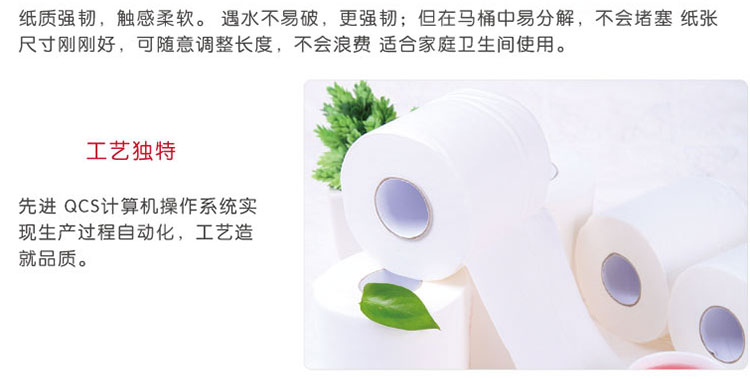 纸质强韧，触感柔软。 遇水不易破，更强韧；但在马桶中易分解，不会堵塞 纸张
尺寸刚刚好，可随意调整长度，不会浪费 适合家庭卫生间使用。
工艺独特
先进 QCS计算机操作系统实
现生产过程自动化，工艺造
就品质。